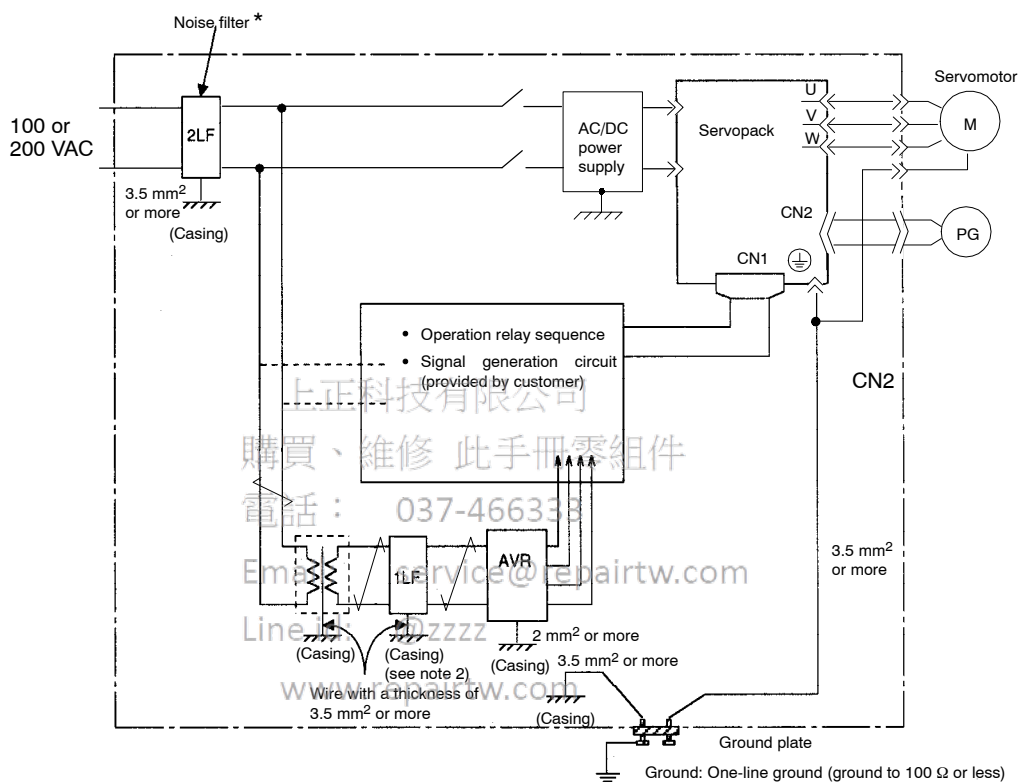 Noise filter *
Servomotor
100 or
200 VAC
2LF
3.5 mm²
or more
(Casing)
AC/DC
power
supply
Servopack
U
V
W
M
CN2
PG
CN1
• Operation relay sequence
• Signal generation circuit
(provided by customer)
CN2
上正科技有限公司
購買、維修 此手冊零組件
電話： 037-466333
Email: service@repairtw.com
Line id: @zzzz
www.repairtw.com
1LF
AVR
3.5 mm²
or more
(Casing)
(Casing)
(see note 2)
(Casing)
2 mm² or more
3.5 mm² or more
Wire with a thickness of
3.5 mm² or more
(Casing)
Ground plate
Ground: One-line ground (ground to 100 Ω or less)